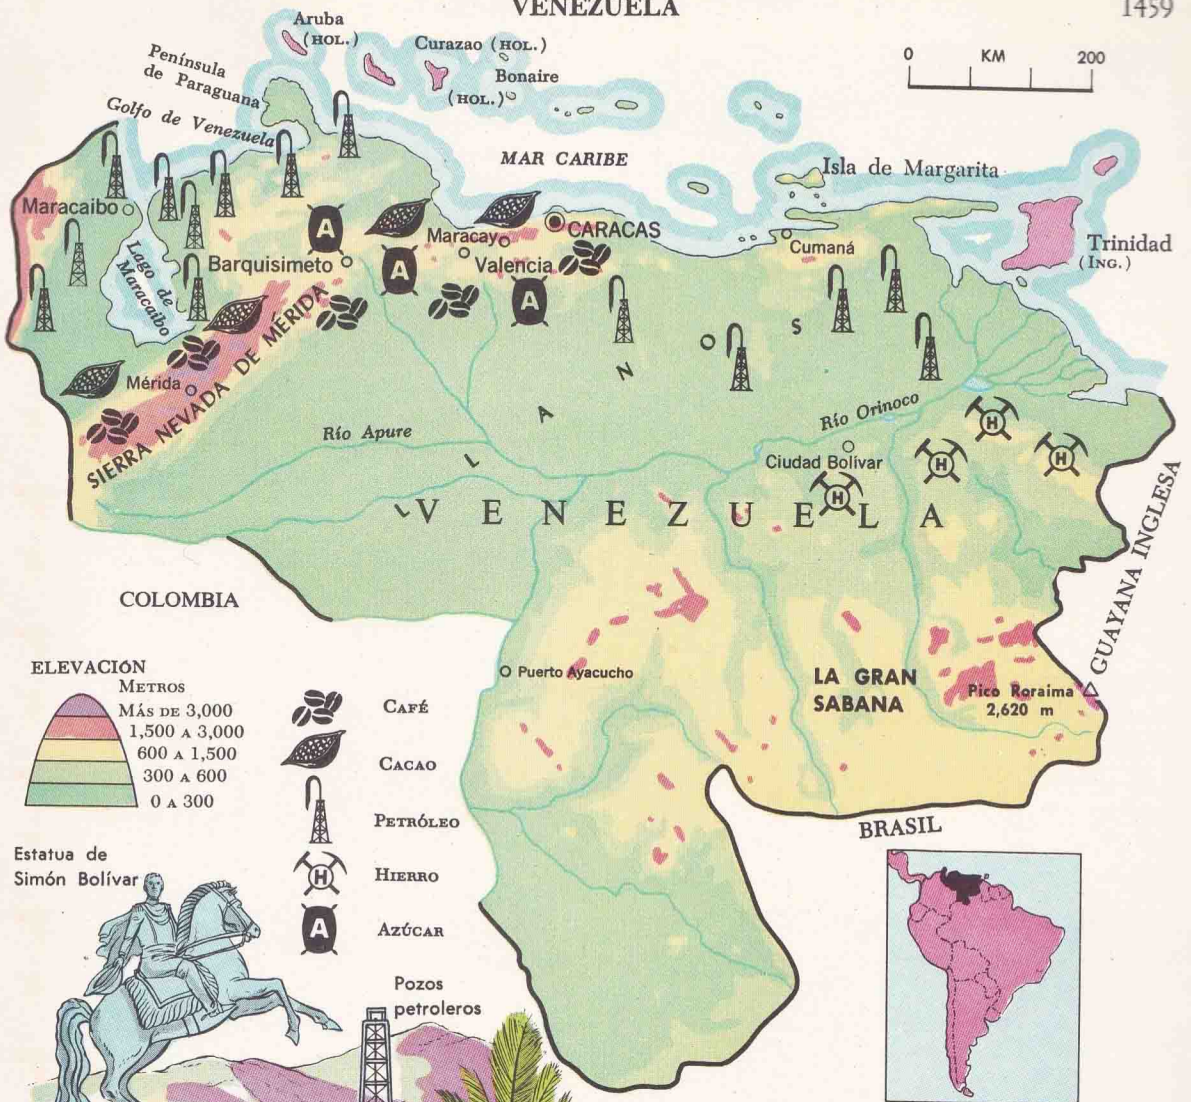 VENEZUELA
1459
Aruba
(HOL.)
Curazao (HOL.)
Bonaire
(HOL.)
0 KM 200
Península
de Paraguana
Golfo de Venezuela
MAR CARIBE
Isla de Margarita
Trinidad
(ING.)
Maracaibo
Lago de
Maracaibo
Barquisimeto
A
A
A
Maracay
Valencia
CARACAS
Cumaná
Mérida
SIERRA NEVADA DE MÉRIDA
LLANOS
Río Apure
Río Orinoco
Ciudad Bolívar
H
H
H
H
VENEZUELA
COLOMBIA
GUAYANA INGLESA
Puerto Ayacucho
LA GRAN
SABANA
Pico Roraima
2,620 m
BRASIL
ELEVACIÓN
METROS
MÁS DE 3,000
1,500 A 3,000
600 A 1,500
300 A 600
0 A 300
CAFÉ
CACAO
PETRÓLEO
H
HIERRO
A
AZÚCAR
Estatua de
Simón Bolívar
Pozos
petroleros